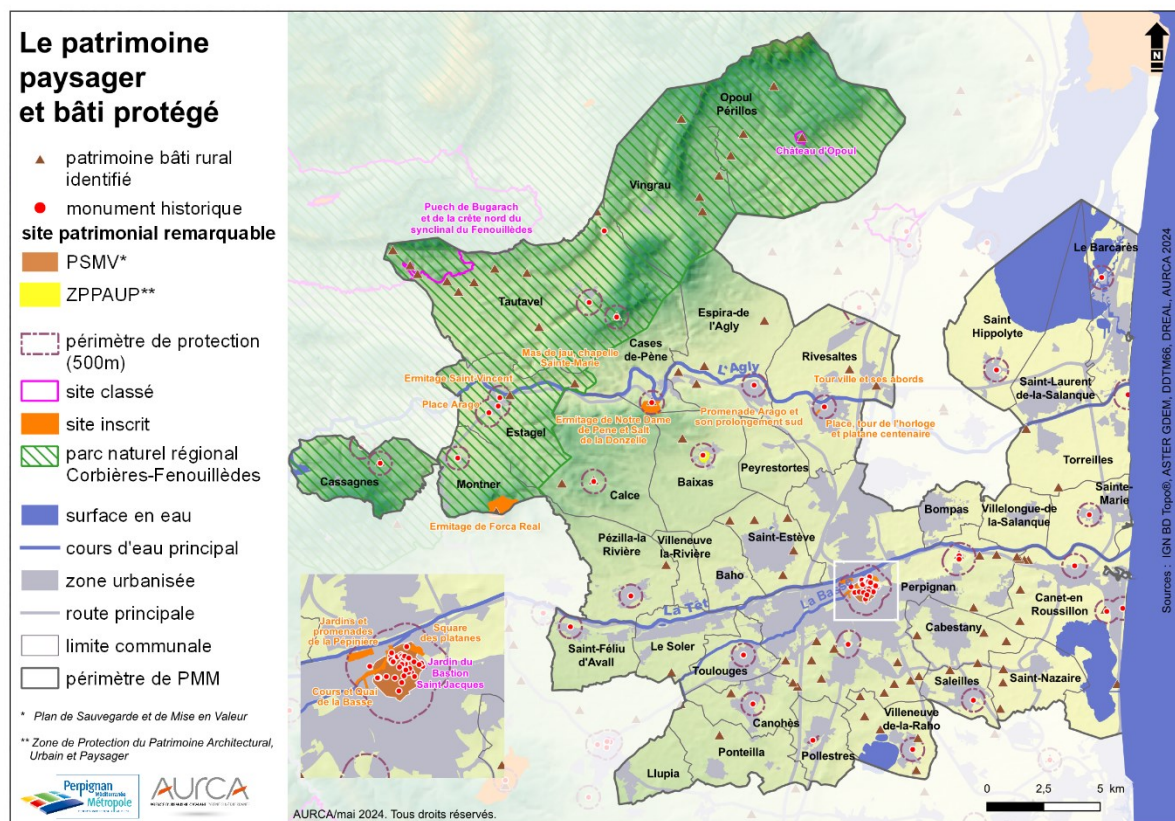 Le patrimoine
paysager
et bâti protégé
patrimoine bâti rural
identifié
monument historique
site patrimonial remarquable
PSMV*
ZPPAUP**
périmètre de protection
(500m)
site classé
site inscrit
parc naturel régional
Corbières-Fenouillèdes
surface en eau
cours d'eau principal
zone urbanisée
route principale
limite communale
périmètre de PMM
* Plan de Sauvegarde et de Mise en Valeur
** Zone de Protection du Patrimoine Architectural,
Urbain et Paysager
Perpignan
Méditerranée
Métropole
AURCA
N
Opoul
Périllos
Château d'Opoul
Vingrau
Puech de Bugarach
et de la crête nord du
synclinal du Fenouillèdes
Le Barcarès
Tautavel
Espira-de
l'Agly
Saint
Hippolyte
Cases
de-Pène
Rivesaltes
Mas de jau, chapelle
Sainte-Marie
L'Agly
Saint-Laurent
de-la-Salanque
Ermitage Saint-Vincent
Place Arago
Tour ville et ses abords
Ermitage de Notre Dame
de Pene et Salt
de la Donzelle
Promenade Arago et
son prolongement sud
Place, tour de l'horloge
et platane centenaire
Estagel
Torreilles
Cassagnes
Montner
Calce
Baixas
Peyrestortes
Sainte-
Marie
Ermitage de Forca Real
Bompas
Villelongue-de
la-Salanque
Pézilla-la
Rivière
Villeneuve
la-Rivière
Saint-Estève
Baho
Perpignan
La Têt
La Bas
Canet-en
Roussillon
Cabestany
Saint-Féliu
d'Avall
Le Soler
Toulouges
Saleilles
Saint-Nazaire
Canohès
Villeneuve
de-la-Raho
Ponteilla
Pollestres
Llupia
Jardins et
promenades
de la Pépinière
Square
des platanes
Jardin du
Bastion
Saint Jacques
Cours et Quai
de la Basse
0 2,5 5 km
AURCA/mai 2024. Tous droits réservés.
Sources : IGN BD Topo®, ASTER GDEM, DDTM66, DREAL, AURCA 2024